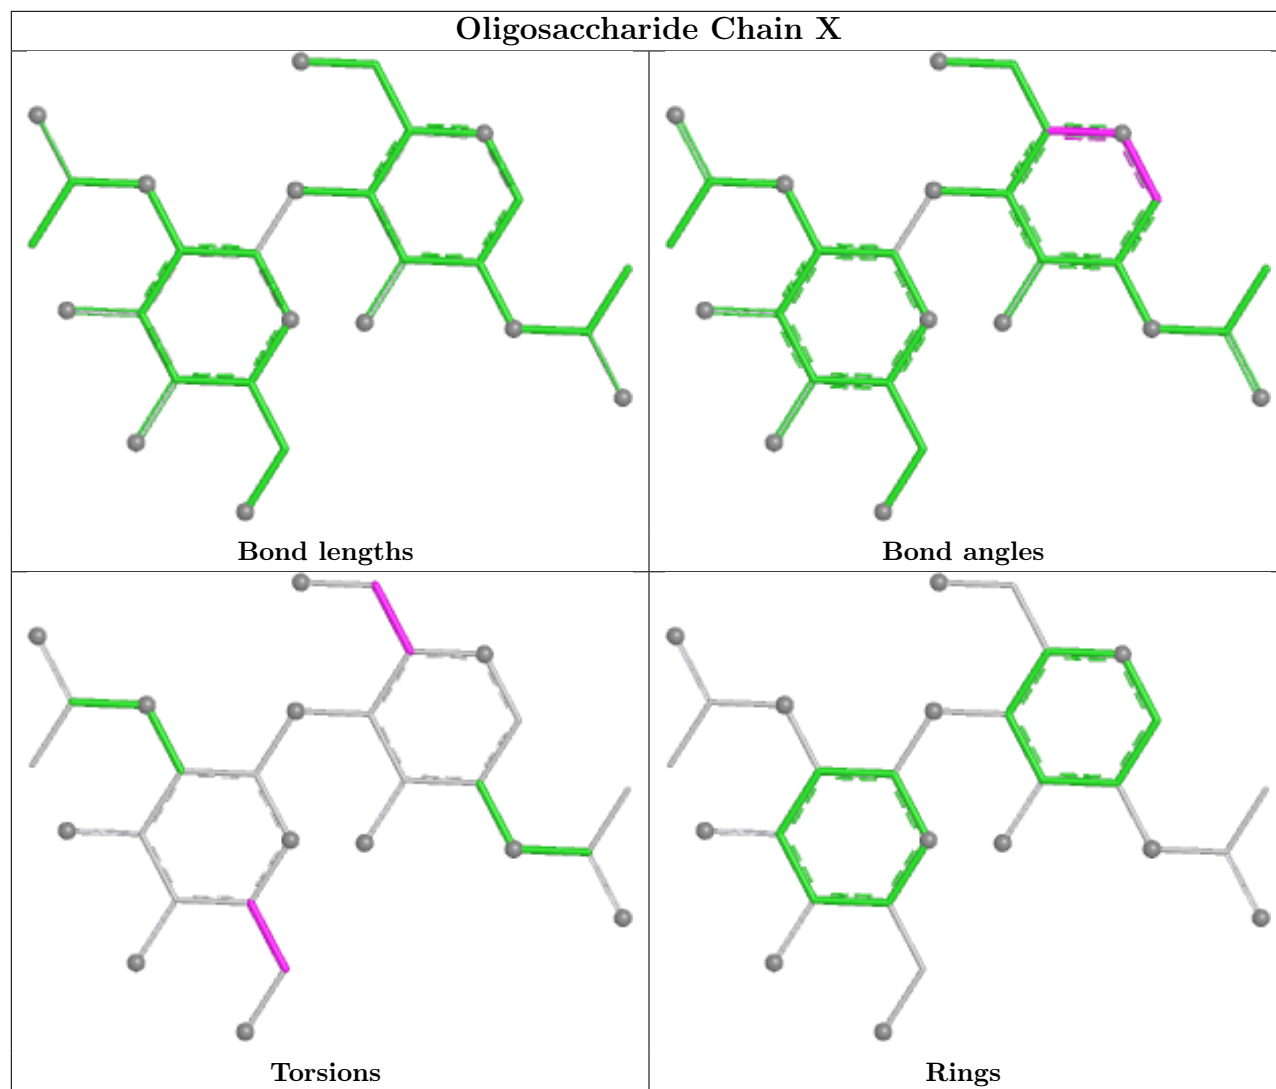 Oligosaccharide Chain X
Bond lengths
Bond angles
Torsions
Rings